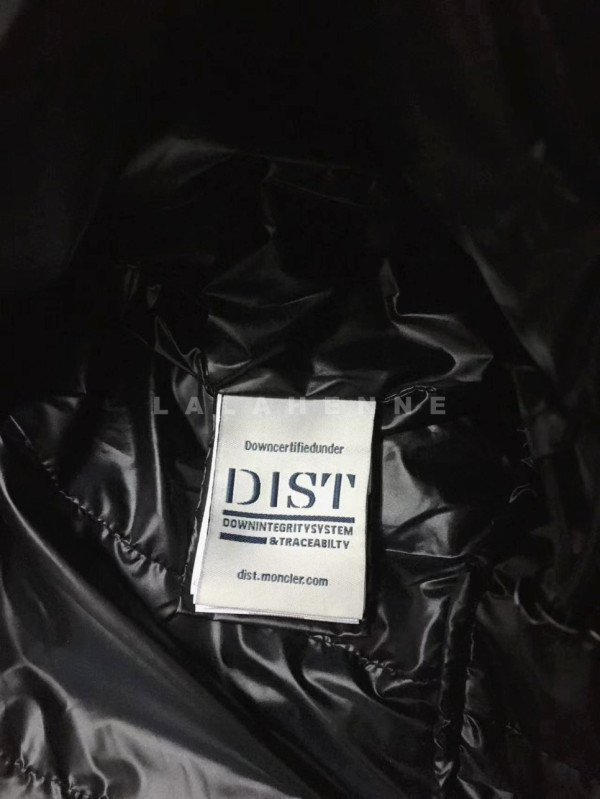 LALAHENNE
Downcertifiedunder
DIST
DOWNINTEGRITYSYSTEM
&TRACEABILTY
dist.moncler.com